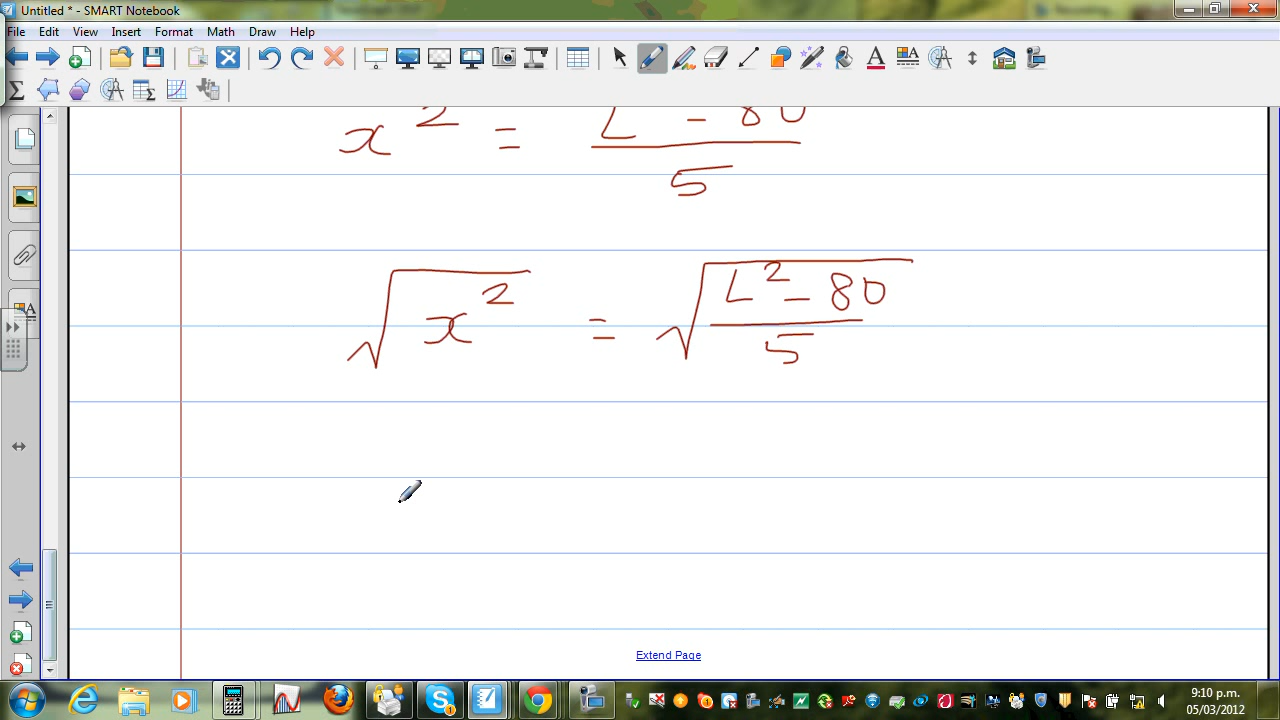 Untitled * - SMART Notebook
File Edit View Insert Format Math Draw Help
x² = L - 80
5
√x² = √L² - 80
5
Extend Page
9:10 p.m.
05/03/2012